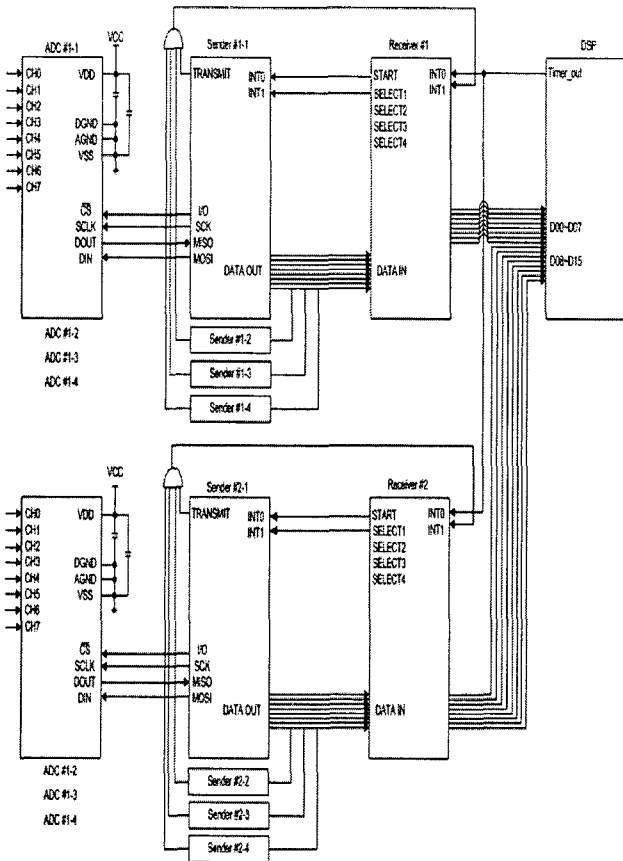 ADC #1-1
VCC
CH0
CH1
CH2
CH3
CH4
CH5
CH6
CH7
VDD
DGND
AGND
VSS
CS
SCLK
DOUT
DIN
ADC #1-2
ADC #1-3
ADC #1-4
Sender #1-1
TRANSMIT
INT0
INT1
I/O
SCK
MISO
MOSI
DATA OUT
Sender #1-2
Sender #1-3
Sender #1-4
Receiver #1
START
SELECT1
SELECT2
SELECT3
SELECT4
INT0
INT1
DATA IN
DSP
Timer_out
D00~D07
D08~D15
VCC
CH0
CH1
CH2
CH3
CH4
CH5
CH6
CH7
VDD
DGND
AGND
VSS
CS
SCLK
DOUT
DIN
ADC #1-2
ADC #1-3
ADC #1-4
Sender #2-1
TRANSMIT
INT0
INT1
I/O
SCK
MISO
MOSI
DATA OUT
Sender #2-2
Sender #2-3
Sender #2-4
Receiver #2
START
SELECT1
SELECT2
SELECT3
SELECT4
INT0
INT1
DATA IN